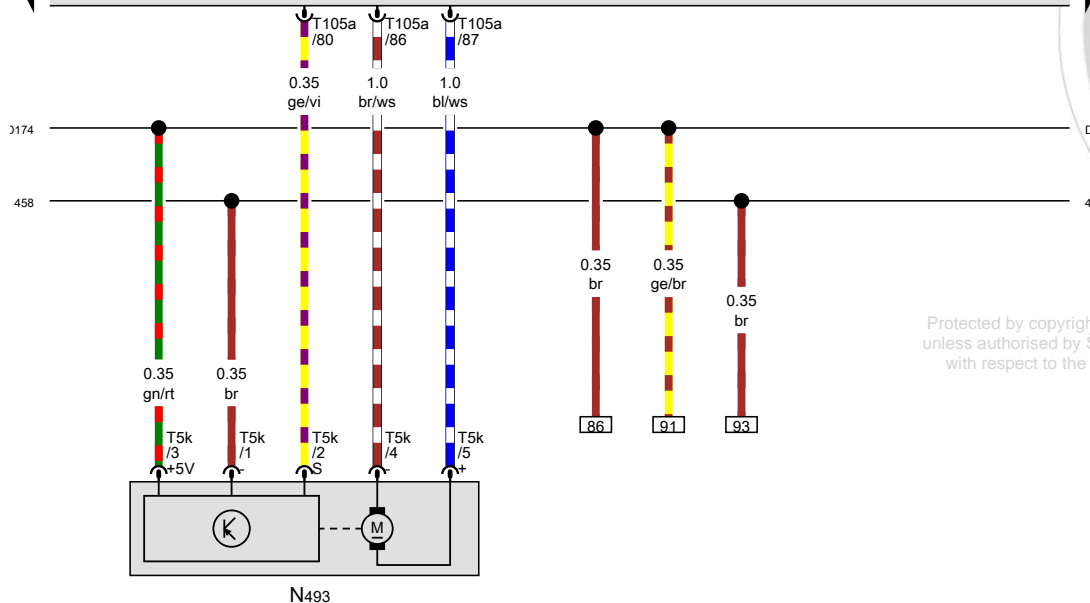 T105a
/80
T105a
/86
T105a
/87
0.35
ge/vi
1.0
br/ws
1.0
bl/ws
D174
458
0.35
br
0.35
ge/br
0.35
br
0.35
gn/rt
0.35
br
86
91
93
T5k
/3
+5V
T5k
/1
-
T5k
/2
S
T5k
/4
-
T5k
/5
+
M
N493
Protected by
unless authorised by
with respect to the